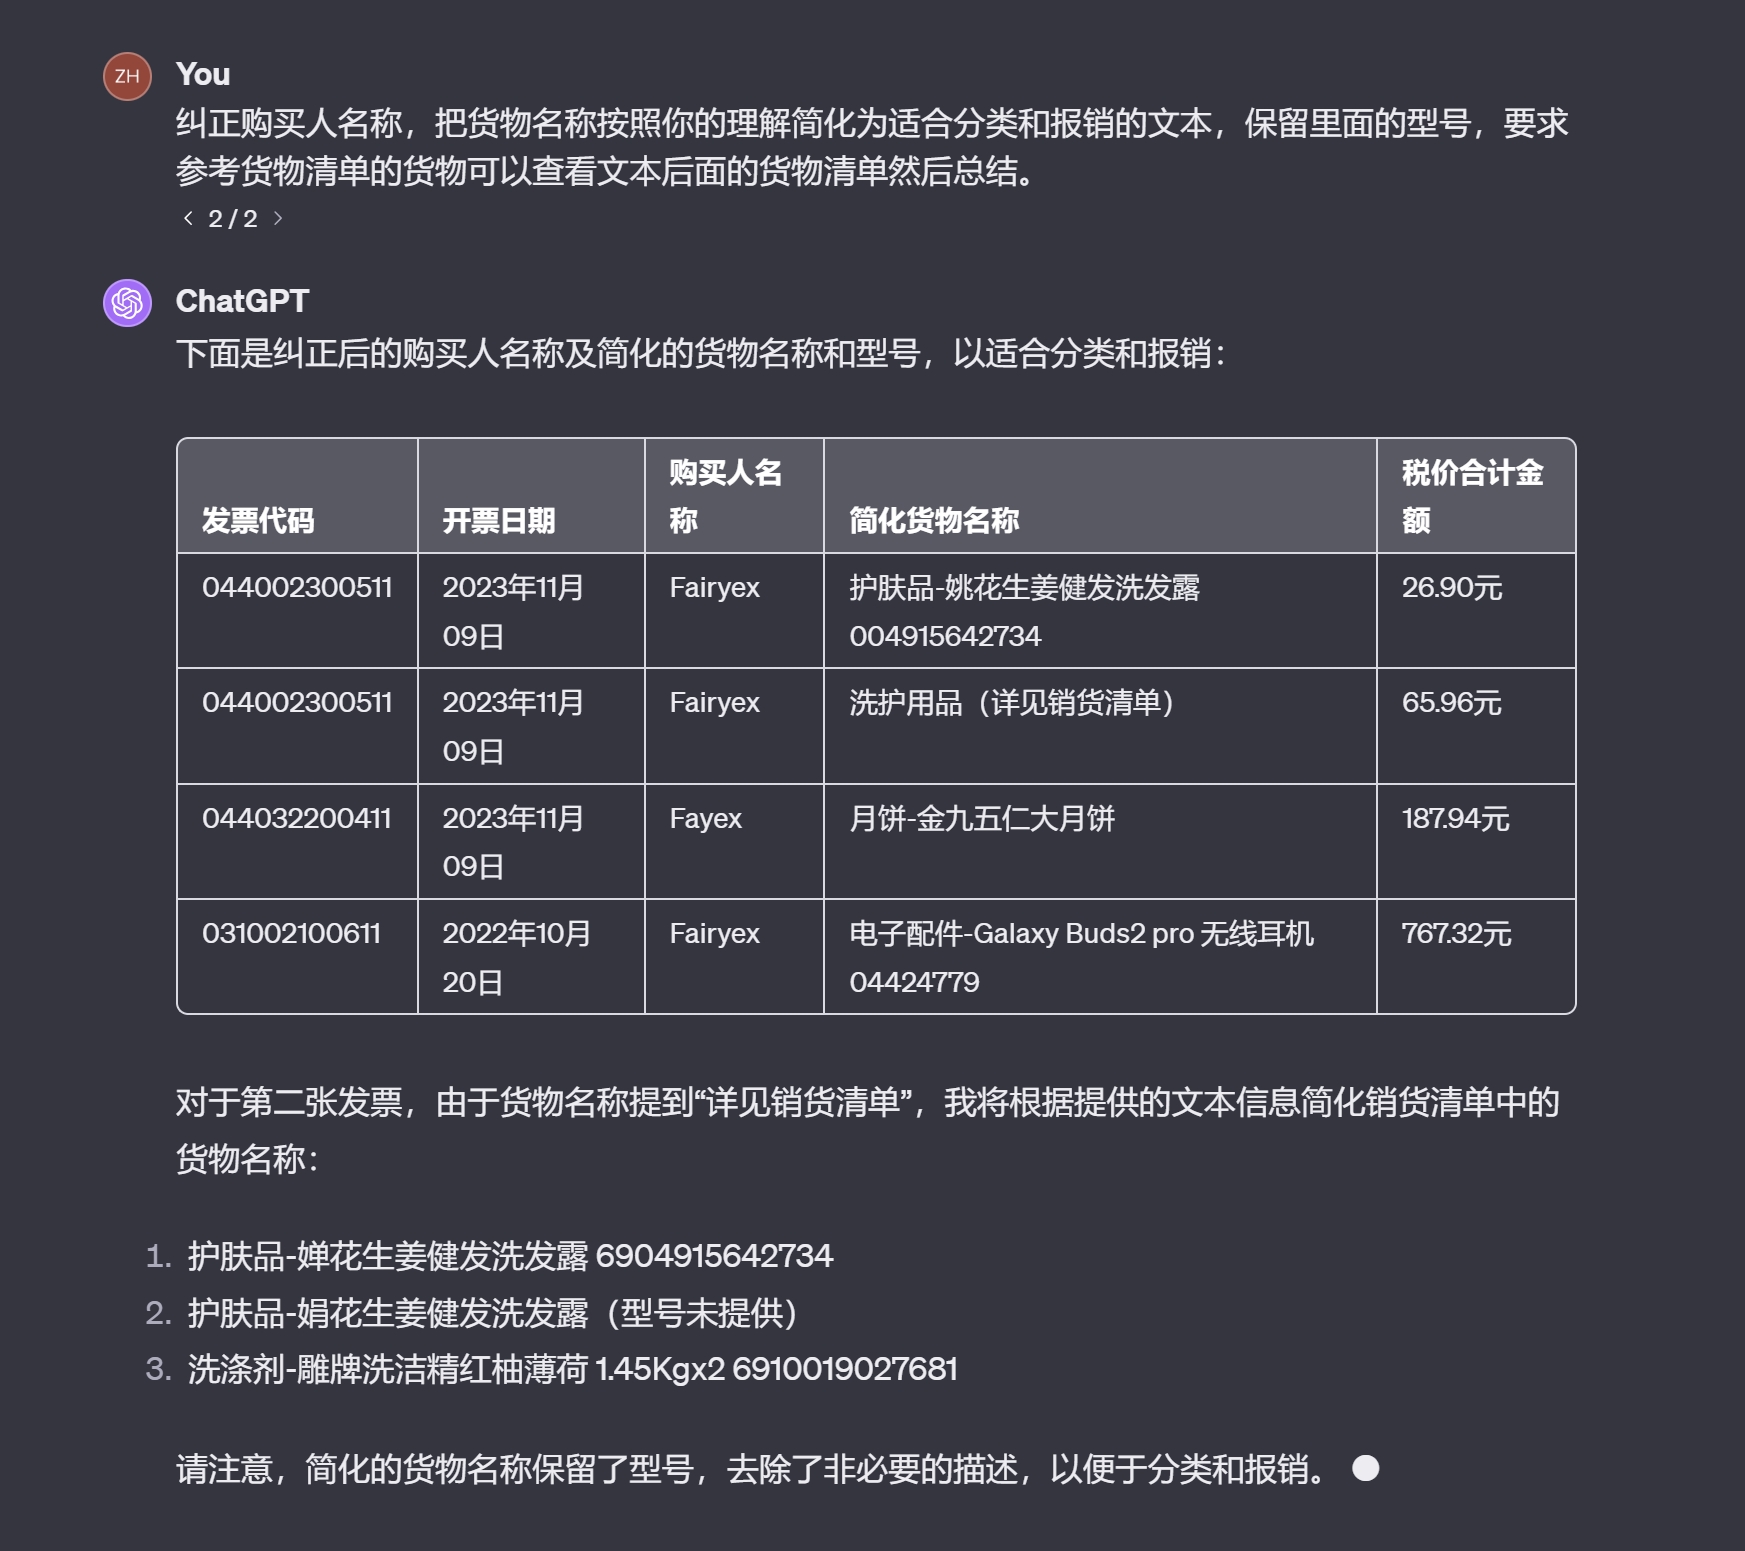 ZH
You
纠正购买人名称，把货物名称按照你的理解简化为适合分类和报销的文本，保留里面的型号，要求
参考货物清单的货物可以查看文本后面的货物清单然后总结。
< 2 / 2 >
ChatGPT
下面是纠正后的购买人名称及简化的货物名称和型号，以适合分类和报销：
发票代码 开票日期 购买人名称 简化货物名称 税价合计金额
044002300511 2023年11月09日 Fairyex 护肤品-姚花生姜健发洗发露 004915642734 26.90元
044002300511 2023年11月09日 Fairyex 洗护用品（详见销货清单） 65.96元
044032200411 2023年11月09日 Fayex 月饼-金九五仁大月饼 187.94元
031002100611 2022年10月20日 Fairyex 电子配件-Galaxy Buds2 pro 无线耳机 04424779 767.32元
对于第二张发票，由于货物名称提到“详见销货清单”，我将根据提供的文本信息简化销货清单中的
货物名称：
1. 护肤品-婵花生姜健发洗发露 6904915642734
2. 护肤品-娟花生姜健发洗发露（型号未提供）
3. 洗涤剂-雕牌洗洁精红柚薄荷 1.45Kgx2 6910019027681
请注意，简化的货物名称保留了型号，去除了非必要的描述，以便于分类和报销。